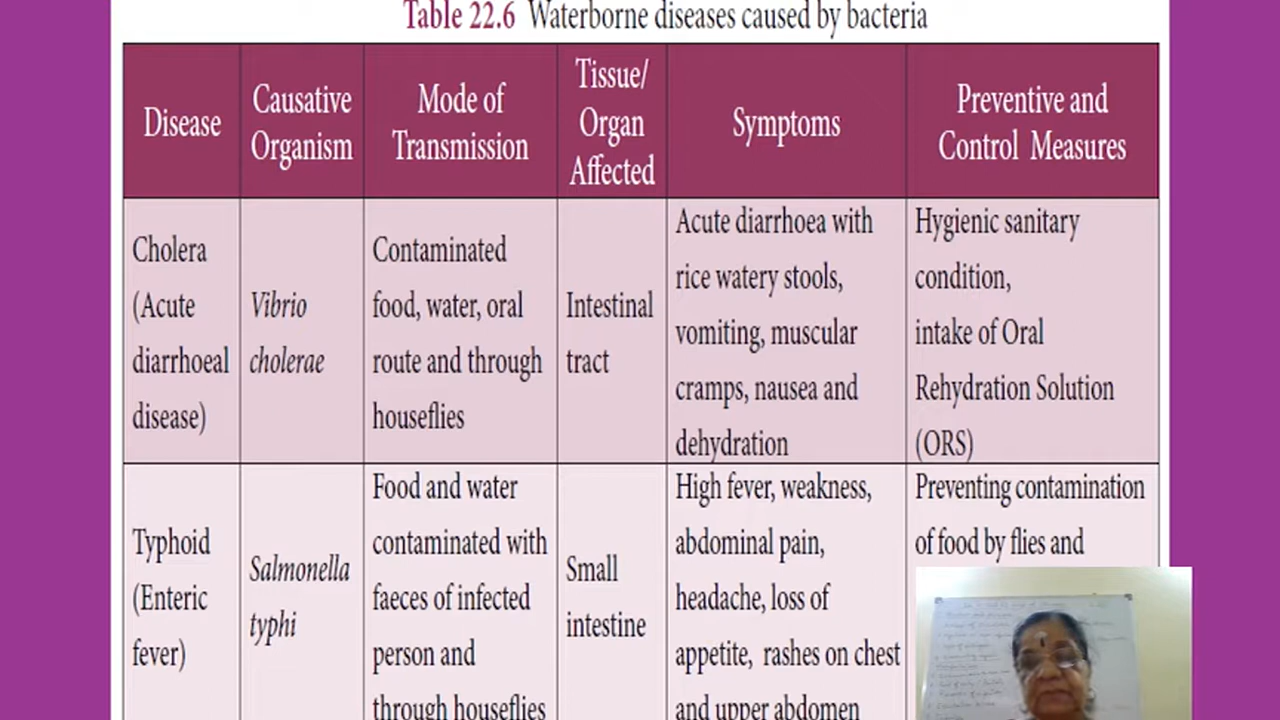 Table 22.6 Waterborne diseases caused by bacteria
Disease
Causative
Organism
Mode of
Transmission
Tissue/
Organ
Affected
Symptoms
Preventive and
Control Measures
Cholera
(Acute
diarrhoeal
disease)
Vibrio
cholerae
Contaminated
food, water, oral
route and through
houseflies
Intestinal
tract
Acute diarrhoea with
rice watery stools,
vomiting, muscular
cramps, nausea and
dehydration
Hygienic sanitary
condition,
intake of Oral
Rehydration Solution
(ORS)
Typhoid
(Enteric
fever)
Salmonella
typhi
Food and water
contaminated with
faeces of infected
person and
through houseflies
Small
intestine
High fever, weakness,
abdominal pain,
headache, loss of
appetite, rashes on chest
and upper abdomen
Preventing contamination
of food by flies and